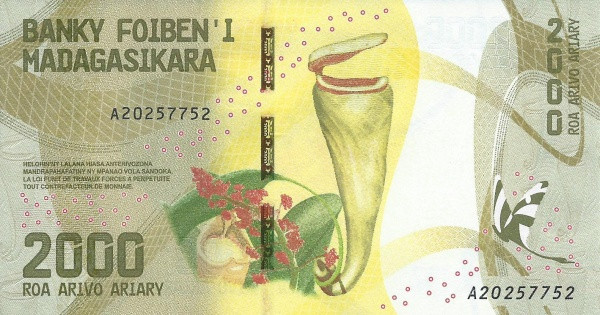 BANKY FOIBEN'I
MADAGASIKARA
A20257752
HELOHIN'NY LALANA HIASA ANTERIVOZONA
MANDRAPAHAFATINY NY MPANAO VOLA SANDOKA
LA LOI PUNIT DE TRAVAUX FORCES A PERPETUITE
TOUT CONTREFACTEUR DE MONNAIE.
2000
ROA ARIVO ARIARY
2000
ROA ARIVO ARIARY
A20257752